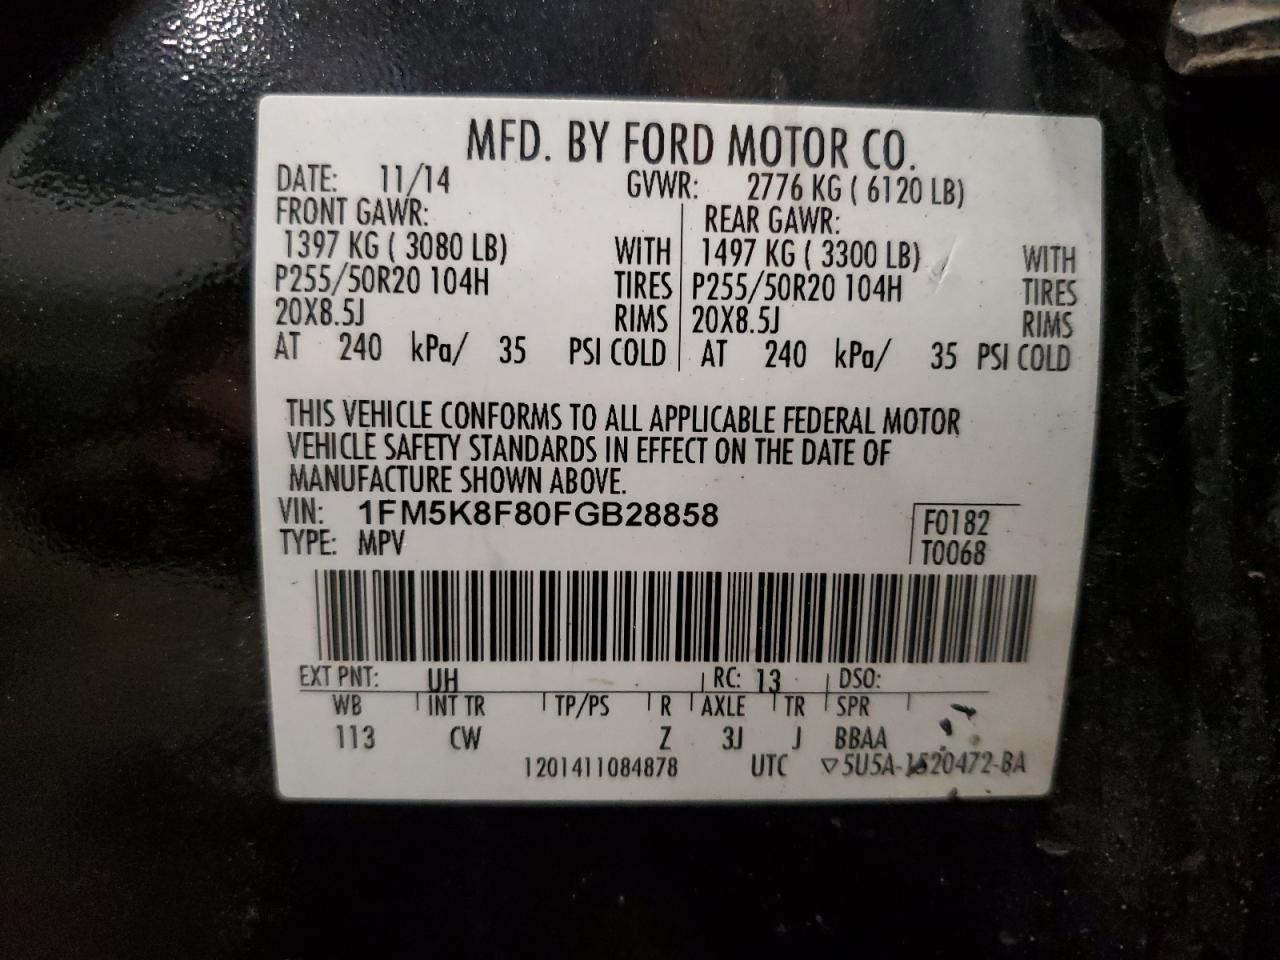 MFD. BY FORD MOTOR CO.
DATE: 11/14 GVWR: 2776 KG ( 6120 LB)
FRONT GAWR: REAR GAWR:
1397 KG ( 3080 LB) WITH 1497 KG ( 3300 LB) WITH
P255/50R20 104H TIRES P255/50R20 104H TIRES
20X8.5J RIMS 20X8.5J RIMS
AT 240 kPa/ 35 PSI COLD AT 240 kPa/ 35 PSI COLD
THIS VEHICLE CONFORMS TO ALL APPLICABLE FEDERAL MOTOR
VEHICLE SAFETY STANDARDS IN EFFECT ON THE DATE OF
MANUFACTURE SHOWN ABOVE.
VIN: 1FM5K8F80FGB28858 F0182
TYPE: MPV T0068
EXT PNT: UH RC: 13 DSO:
WB INT TR TP/PS R AXLE TR SPR
113 CW Z 3J J BBAA
1201411084878 UTC ▽5U5A-1520472-BA